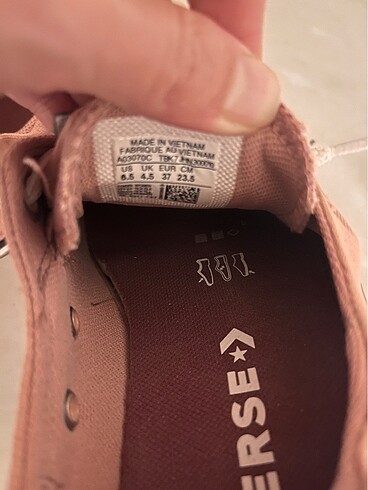 MADE IN VIETNAM
FABRIQUE AU VIETNAM
A03070C
US UK EUR CM
6.5 4.5 37 23.5
ERSE